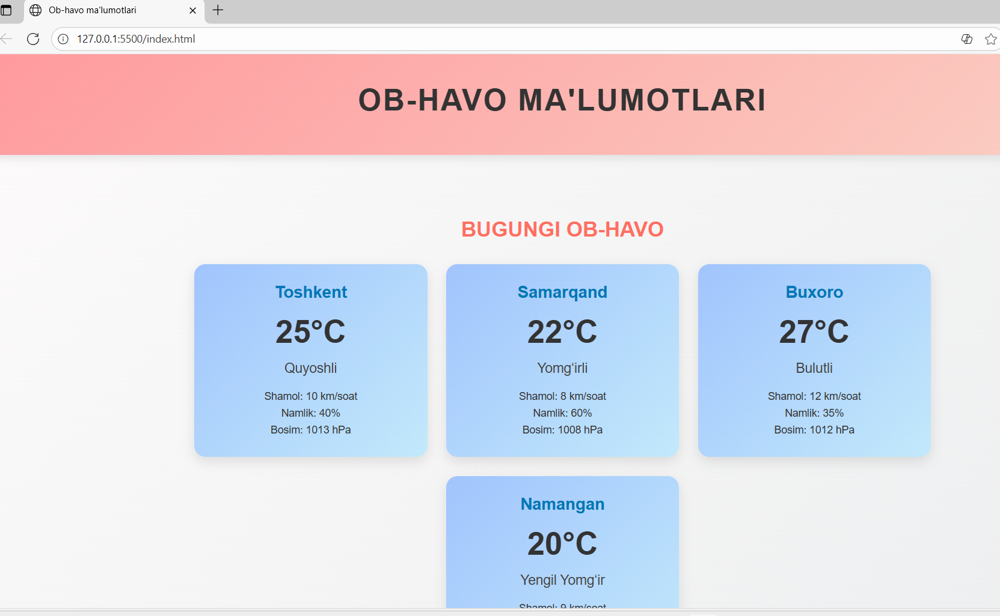 Ob-havo ma'lumotlari
127.0.0.1:5500/index.html
OB-HAVO MA'LUMOTLARI
BUGUNGI OB-HAVO
Toshkent
25°C
Quyoshli
Shamol: 10 km/soat
Namlik: 40%
Bosim: 1013 hPa
Samarqand
22°C
Yomg‘irli
Shamol: 8 km/soat
Namlik: 60%
Bosim: 1008 hPa
Buxoro
27°C
Bulutli
Shamol: 12 km/soat
Namlik: 35%
Bosim: 1012 hPa
Namangan
20°C
Yengil Yomg‘ir
Shamol: 9 km/soat